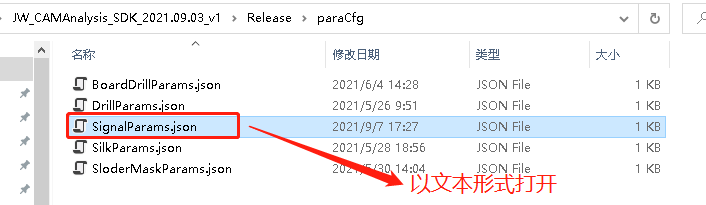 JW_CAMAnalysis_SDK_2021.09.03_v1 > Release > paraCfg
名称 修改日期 类型 大小
BoardDrillParams.json 2021/6/4 14:28 JSON File 1 KB
DrillParams.json 2021/5/26 9:51 JSON File 1 KB
SignalParams.json 2021/9/7 17:27 JSON File 1 KB
SilkParams.json 2021/5/28 18:56 JSON File 1 KB
SloderMaskParams.json 2021/5/30 14:04 JSON File 1 KB
以文本形式打开